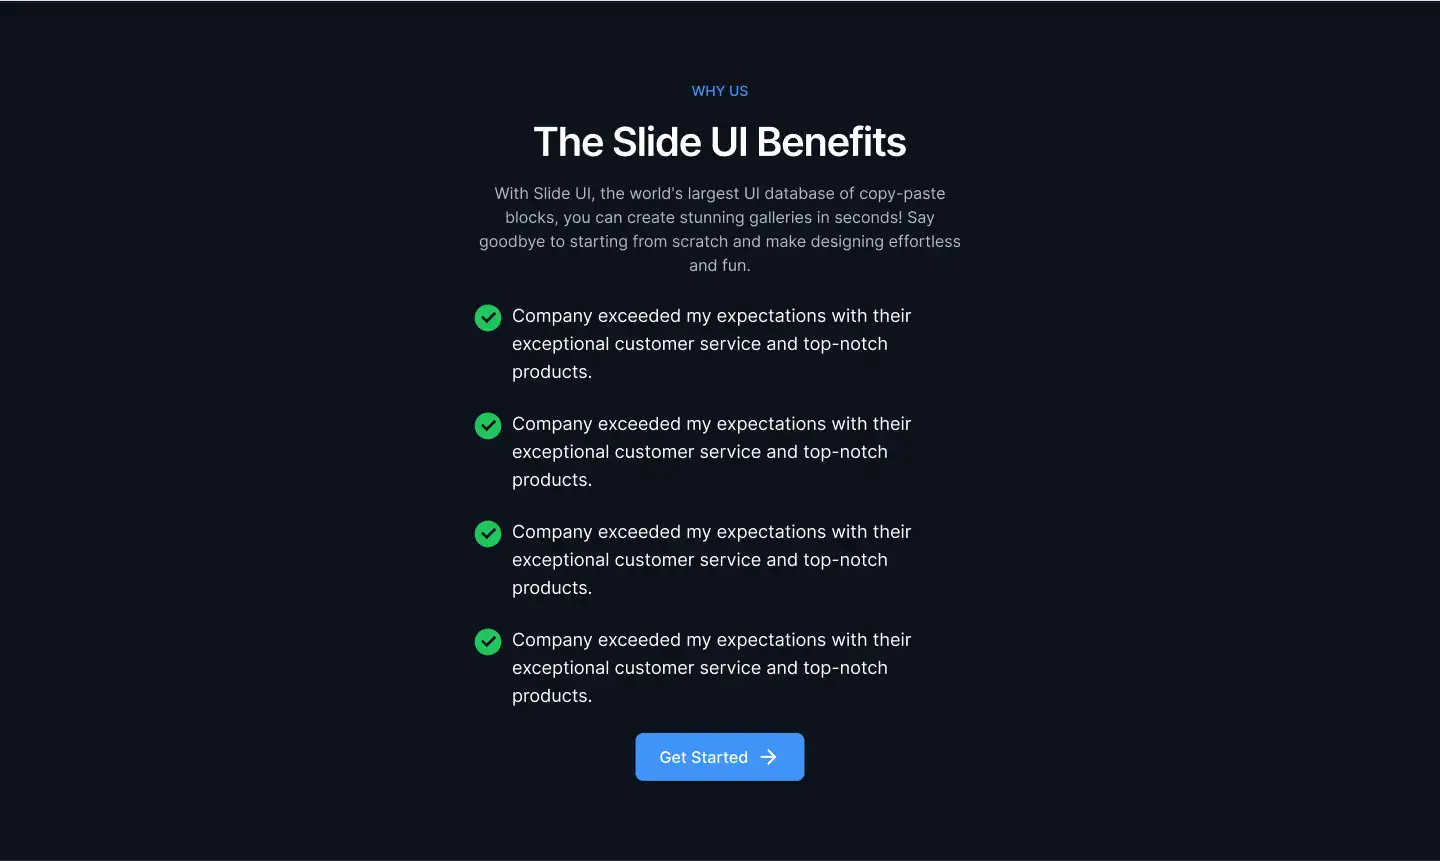 WHY US
The Slide UI Benefits
With Slide UI, the world's largest UI database of copy-paste
blocks, you can create stunning galleries in seconds! Say
goodbye to starting from scratch and make designing effortless
and fun.
Company exceeded my expectations with their
exceptional customer service and top-notch
products.
Company exceeded my expectations with their
exceptional customer service and top-notch
products.
Company exceeded my expectations with their
exceptional customer service and top-notch
products.
Company exceeded my expectations with their
exceptional customer service and top-notch
products.
Get Started